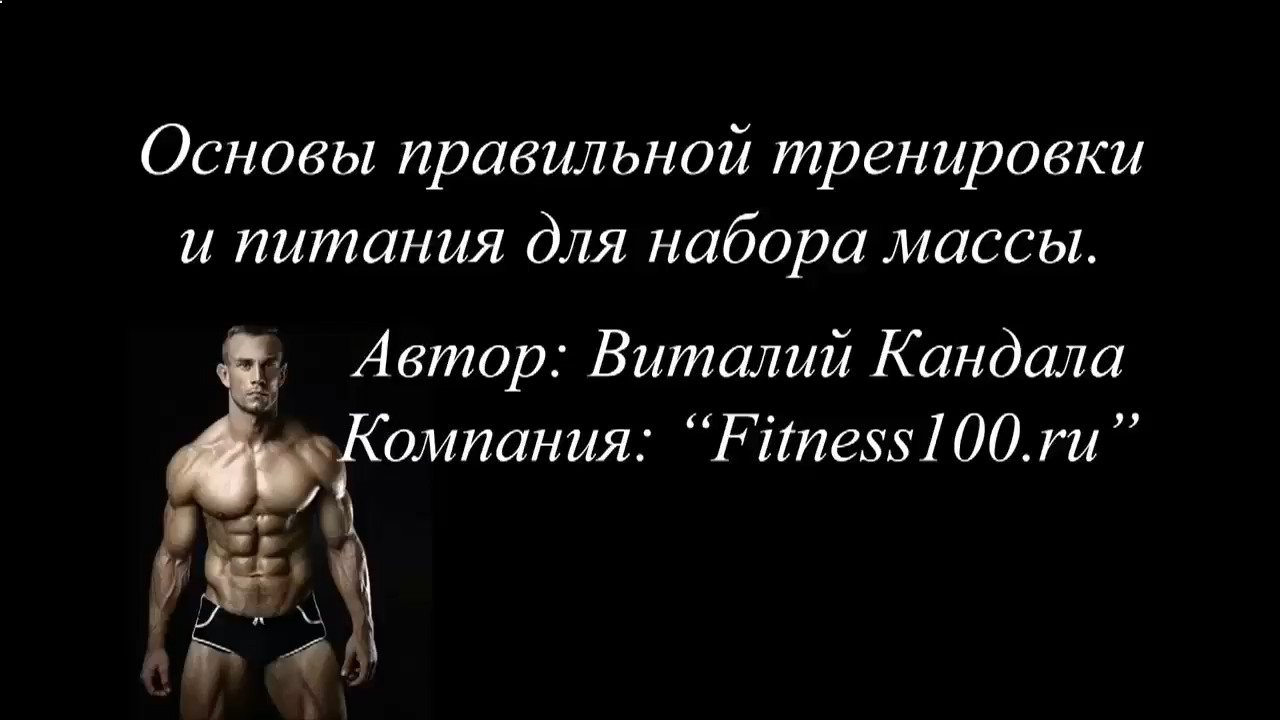 Основы правильной тренировки
и питания для набора массы.
Автор: Виталий Кандала
Компания: “Fitness100.ru”